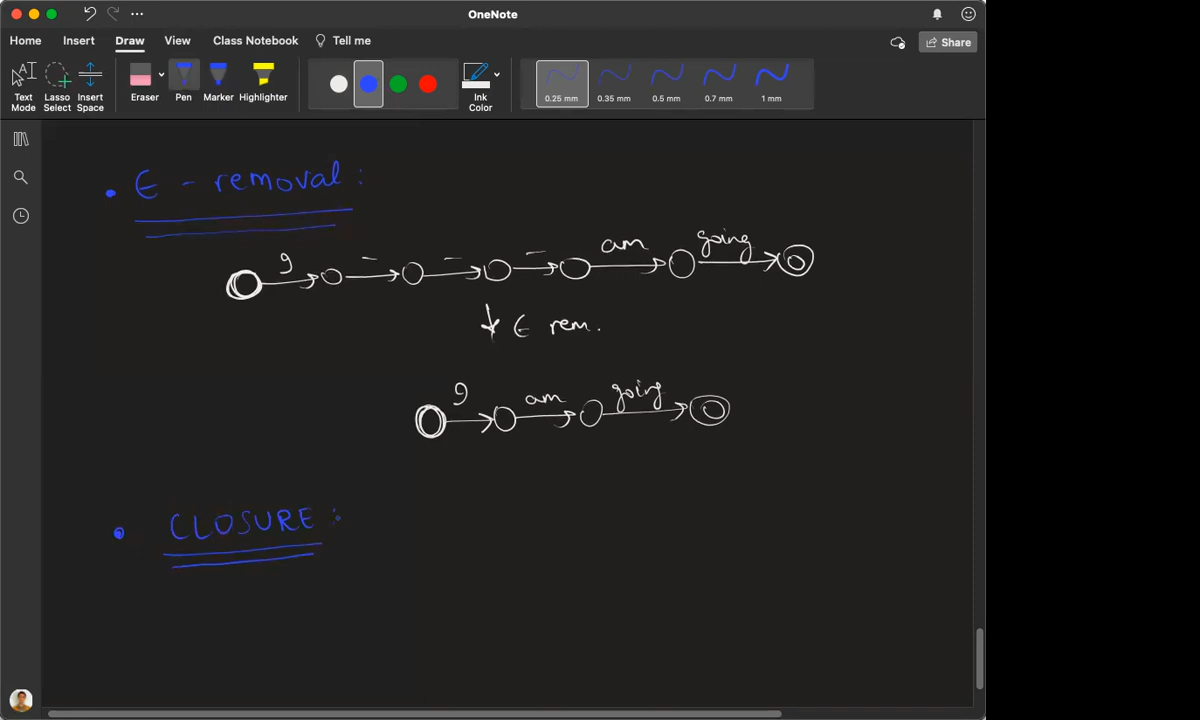 OneNote
Home Insert Draw View Class Notebook Tell me Share
Text Mode Lasso Select Insert Space Eraser Pen Marker Highlighter Ink Color 0.25 mm 0.35 mm 0.5 mm 0.7 mm 1 mm
• ∈ - removal:
I - - - am going
↓ ∈ rem.
I am going
• CLOSURE: